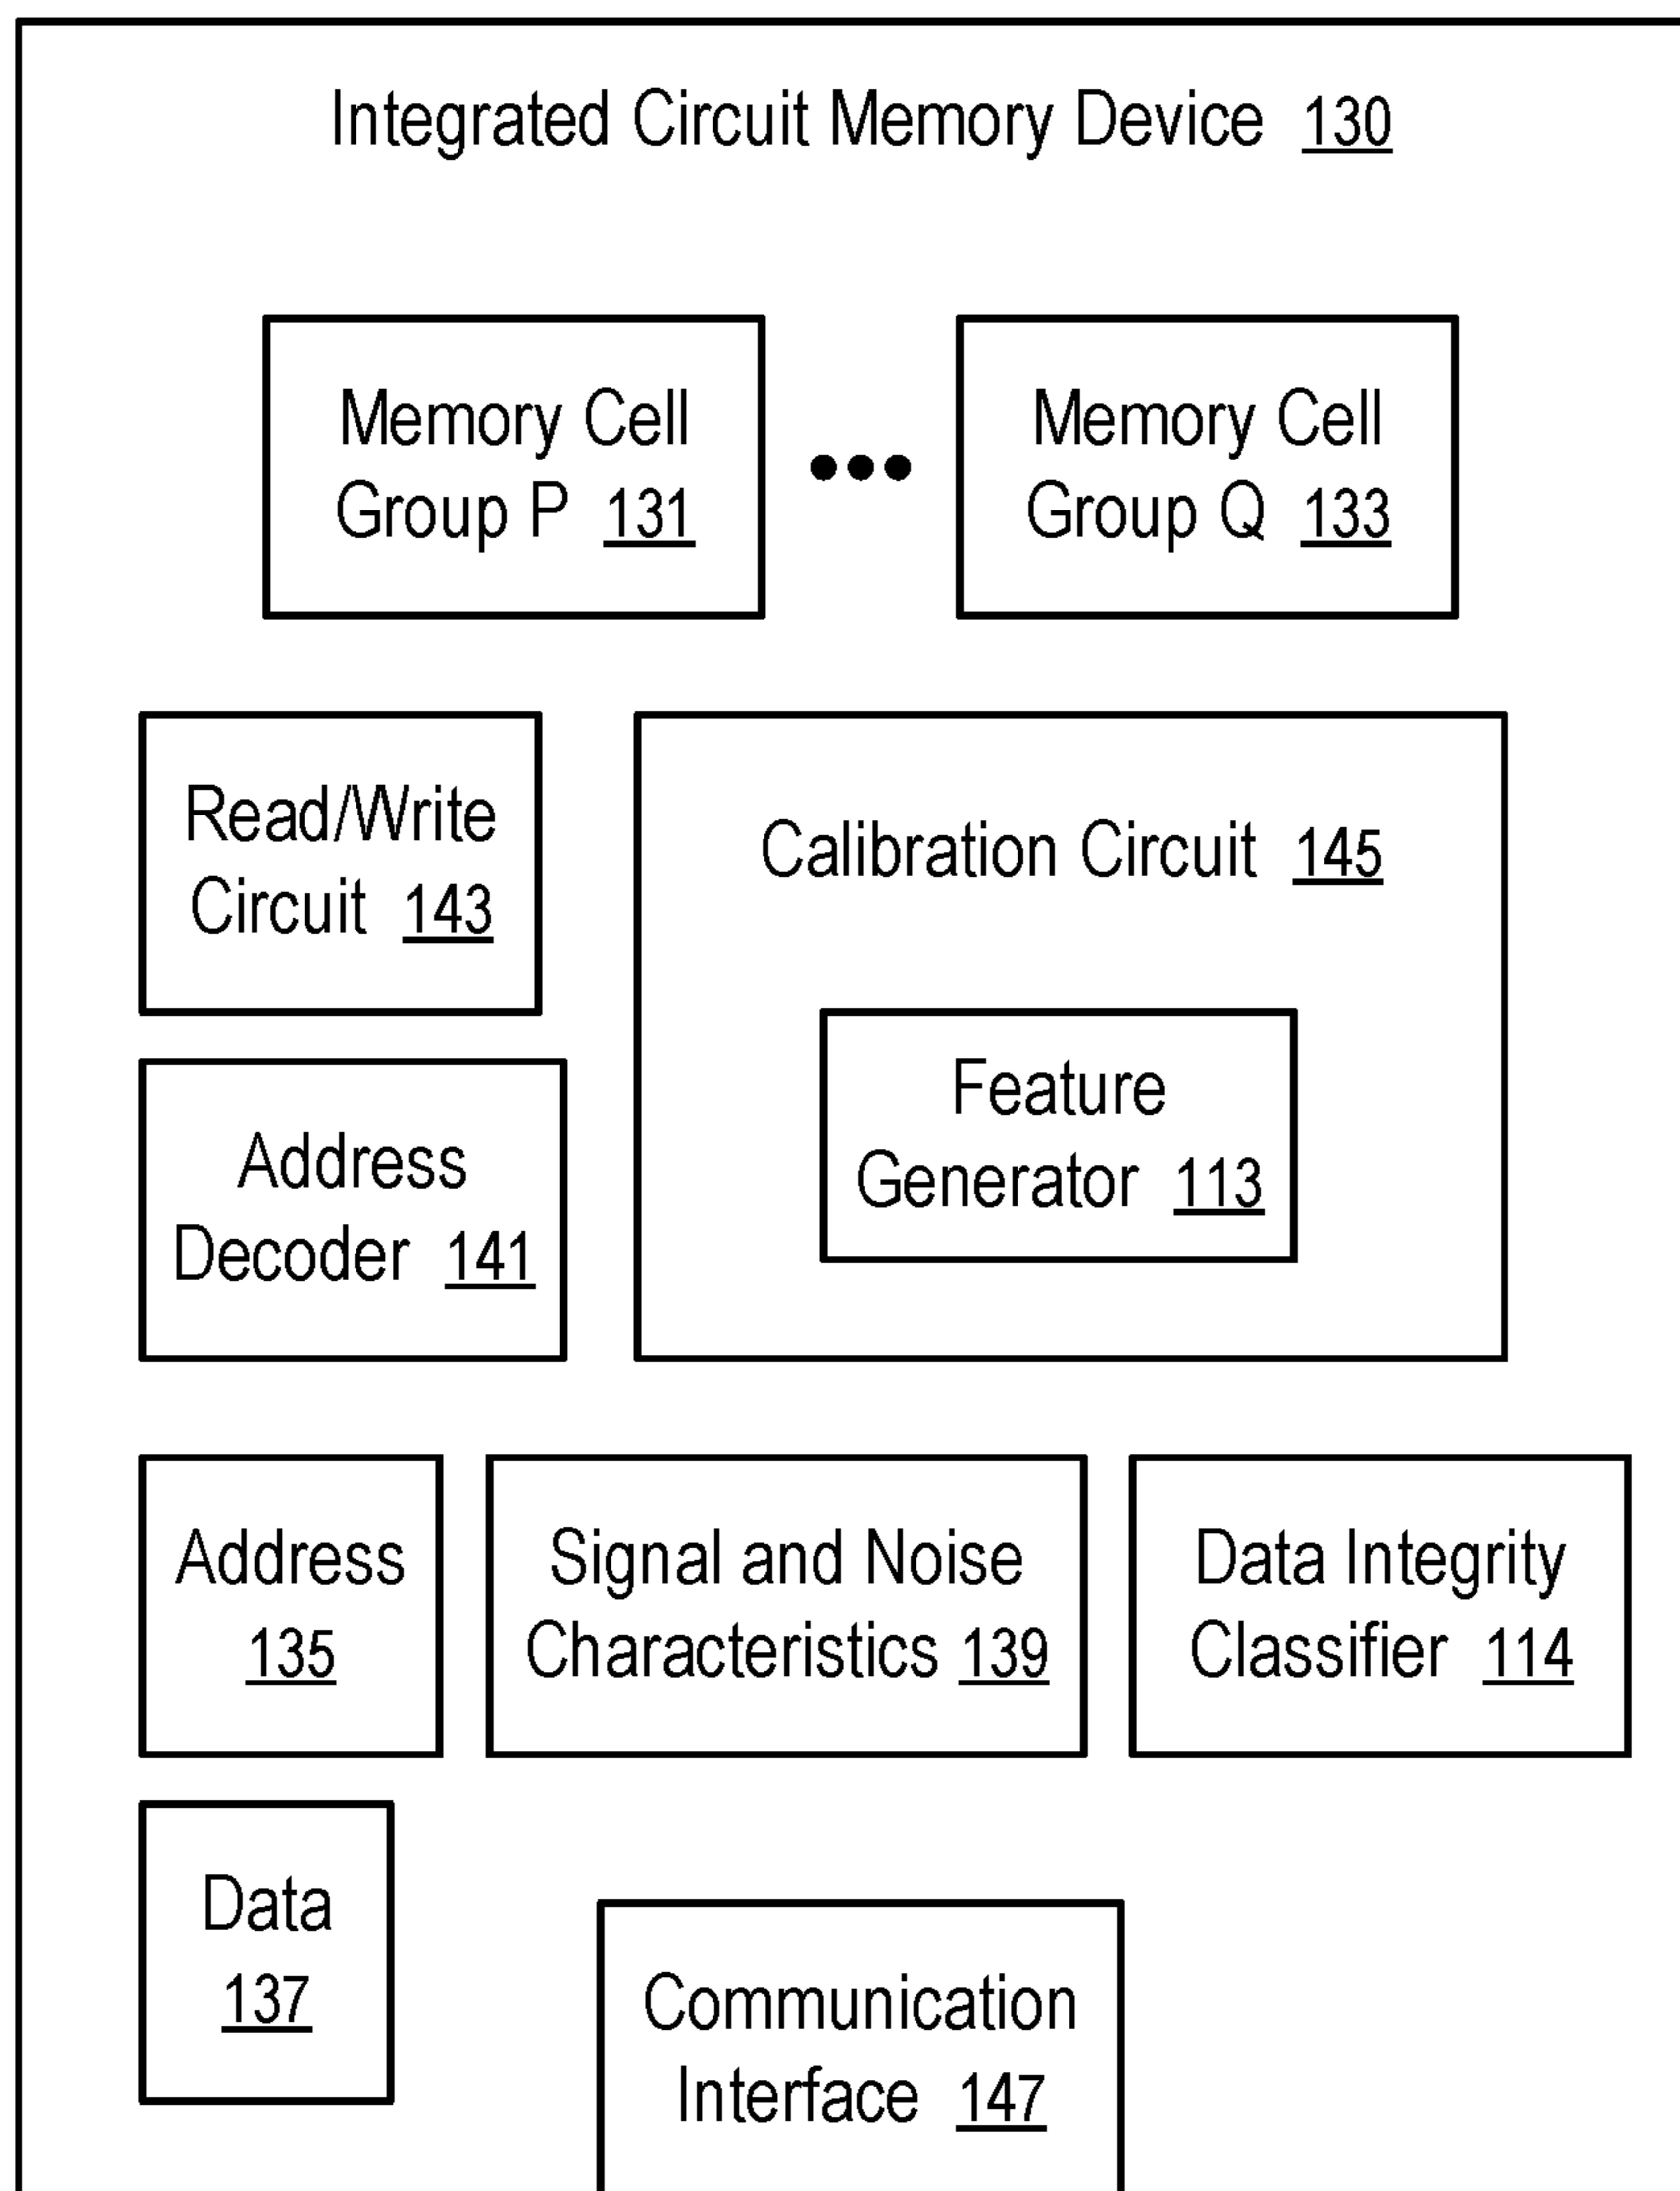 Integrated Circuit Memory Device 130
Memory Cell
Group P 131
Memory Cell
Group Q 133
Read/Write
Circuit 143
Calibration Circuit 145
Feature
Generator 113
Address
Decoder 141
Address
135
Signal and Noise
Characteristics 139
Data Integrity
Classifier 114
Data
137
Communication
Interface 147